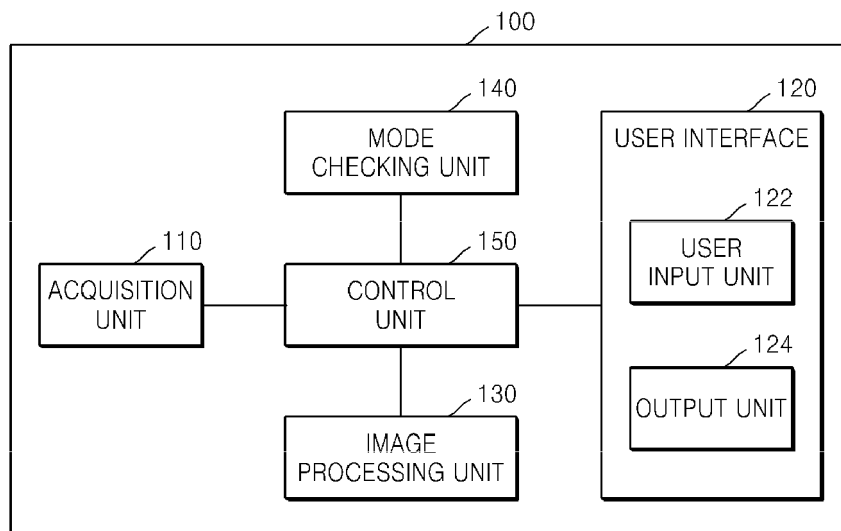 100
140
MODE
CHECKING UNIT
120
USER INTERFACE
122
USER
INPUT UNIT
110
ACQUISITION
UNIT
150
CONTROL
UNIT
124
OUTPUT UNIT
130
IMAGE
PROCESSING UNIT